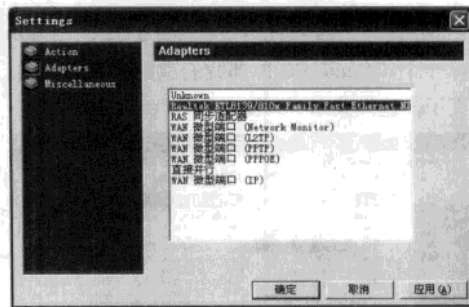 Settings
Action
Adapters
Miscellaneous
Adapters
Unknown
Realtek RTL8139/810x Family Fast Ethernet
RAS 同步适配器
WAN 微型端口 (Network Monitor)
WAN 微型端口 (L2TP)
WAN 微型端口 (PPTP)
WAN 微型端口 (PPPOE)
直接并行
WAN 微型端口 (IP)
确定
取消
应用(A)